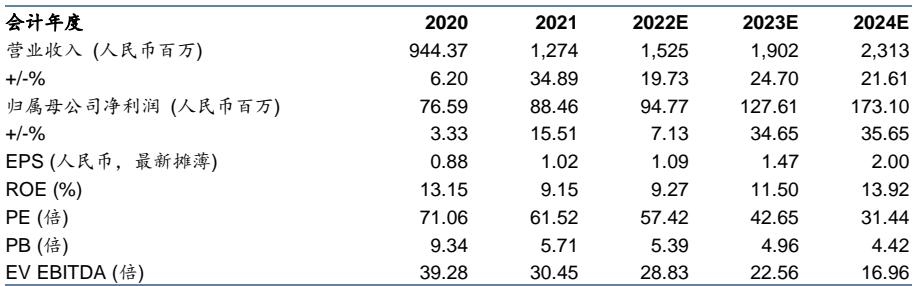 会计年度 2020 2021 2022E 2023E 2024E
营业收入 (人民币百万) 944.37 1,274 1,525 1,902 2,313
+/-% 6.20 34.89 19.73 24.70 21.61
归属母公司净利润 (人民币百万) 76.59 88.46 94.77 127.61 173.10
+/-% 3.33 15.51 7.13 34.65 35.65
EPS (人民币，最新摊薄) 0.88 1.02 1.09 1.47 2.00
ROE (%) 13.15 9.15 9.27 11.50 13.92
PE (倍) 71.06 61.52 57.42 42.65 31.44
PB (倍) 9.34 5.71 5.39 4.96 4.42
EV EBITDA (倍) 39.28 30.45 28.83 22.56 16.96